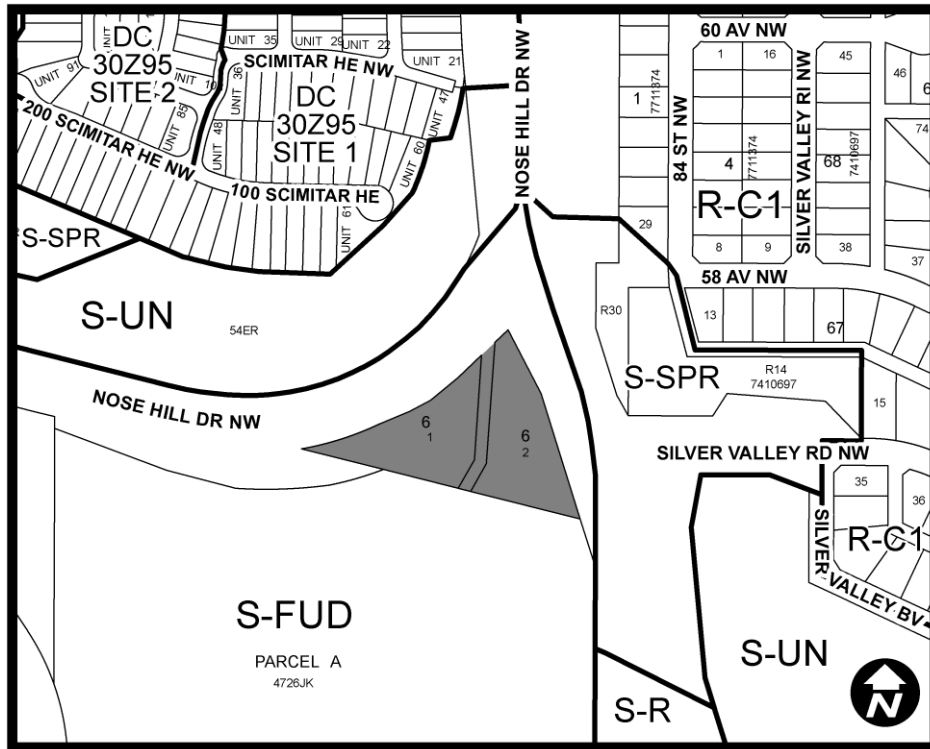 DC
30Z95
SITE 2
UNIT 91
UNIT 85
200 SCIMITAR HE NW
UNIT 35
UNIT 29
UNIT 22
UNIT 21
SCIMITAR HE NW
UNIT 36
DC
30Z95
SITE 1
UNIT 47
UNIT 48
UNIT 60
100 SCIMITAR HE
UNIT 61
NOSE HILL DR NW
60 AV NW
1
7711374
84 ST NW
1
16
4
7711374
R-C1
8
9
SILVER VALLEY RI NW
45
68
7410697
38
46
6
74
37
29
58 AV NW
S-SPR
S-UN
54ER
R30
13
67
S-SPR
R14
7410697
15
NOSE HILL DR NW
6
1
6
2
SILVER VALLEY RD NW
35
36
R-C1
SILVER VALLEY BV
S-FUD
PARCEL A
4726JK
S-UN
S-R
N